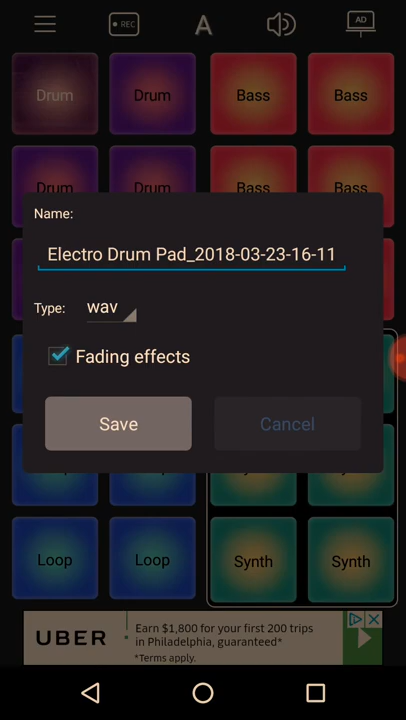 REC A AD
Drum Drum Bass Bass
Drum Drum Bass Bass
Name:
Electro Drum Pad_2018-03-23-16-11
Type: wav
Fading effects
Save Cancel
Loop Loop Synth Synth
UBER
Earn $1,800 for your first 200 trips
in Philadelphia, guaranteed*
*Terms apply.